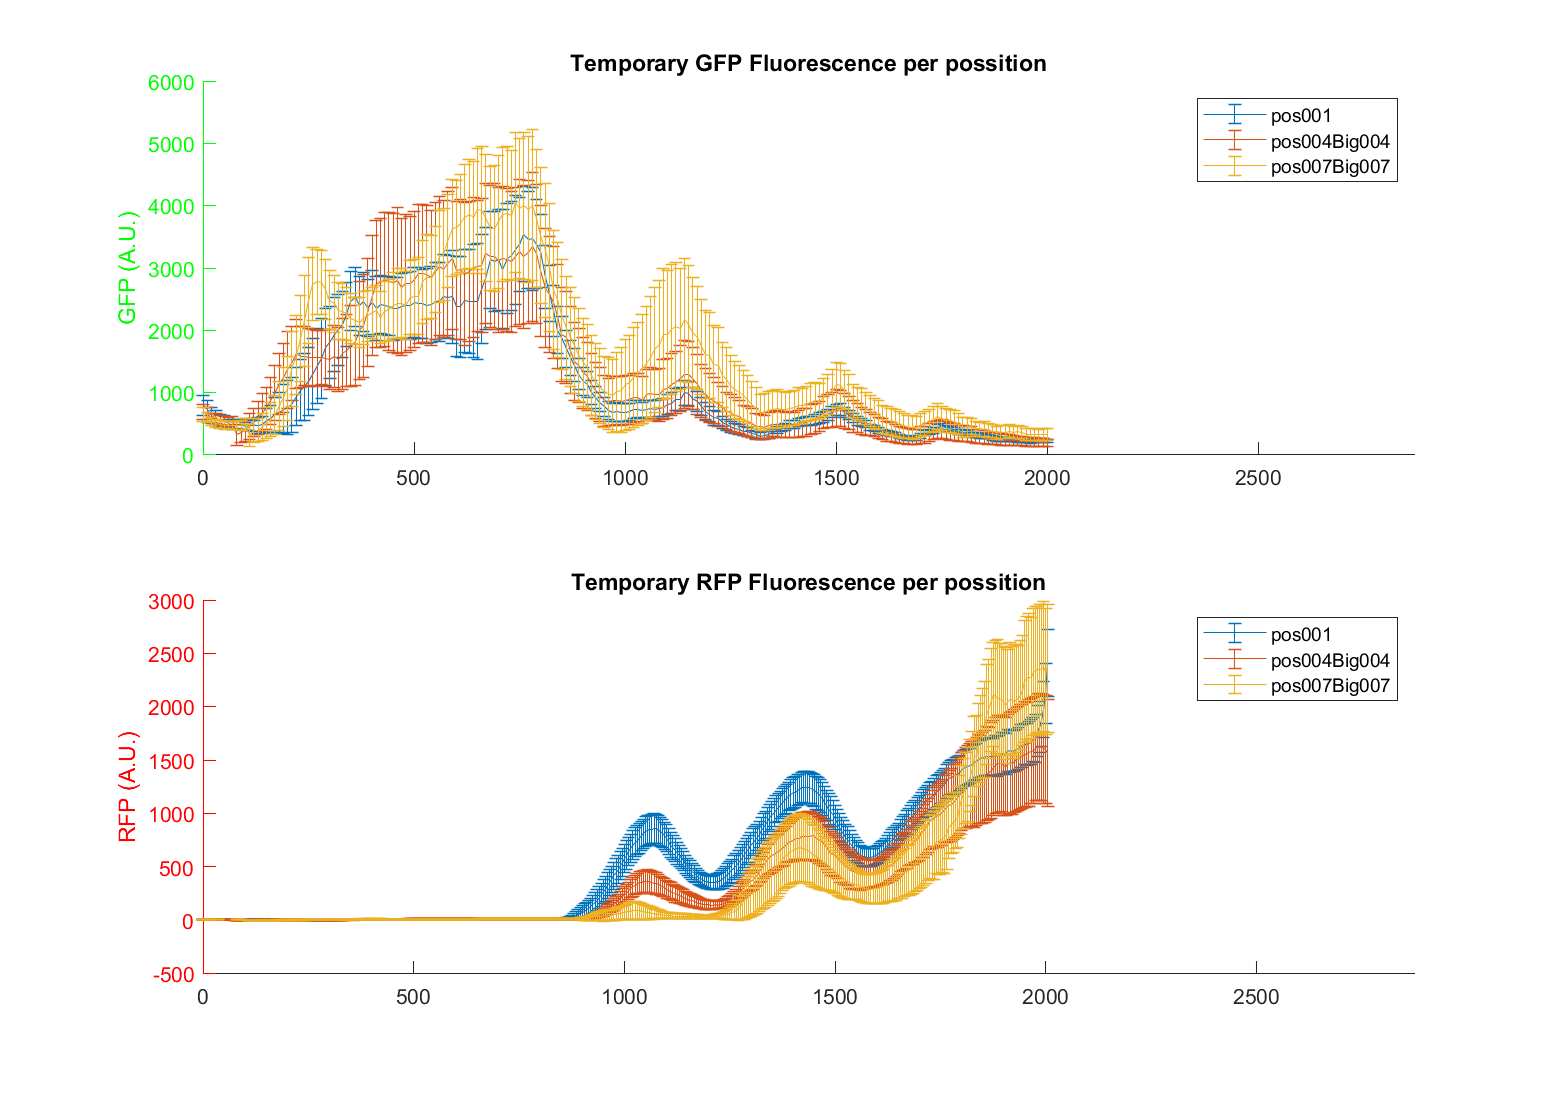 Temporary GFP Fluorescence per possition
6000
5000
4000
3000
2000
1000
0
GFP (A.U.)
0 500 1000 1500 2000 2500
pos001
pos004Big004
pos007Big007
Temporary RFP Fluorescence per possition
3000
2500
2000
1500
1000
500
0
-500
RFP (A.U.)
0 500 1000 1500 2000 2500
pos001
pos004Big004
pos007Big007